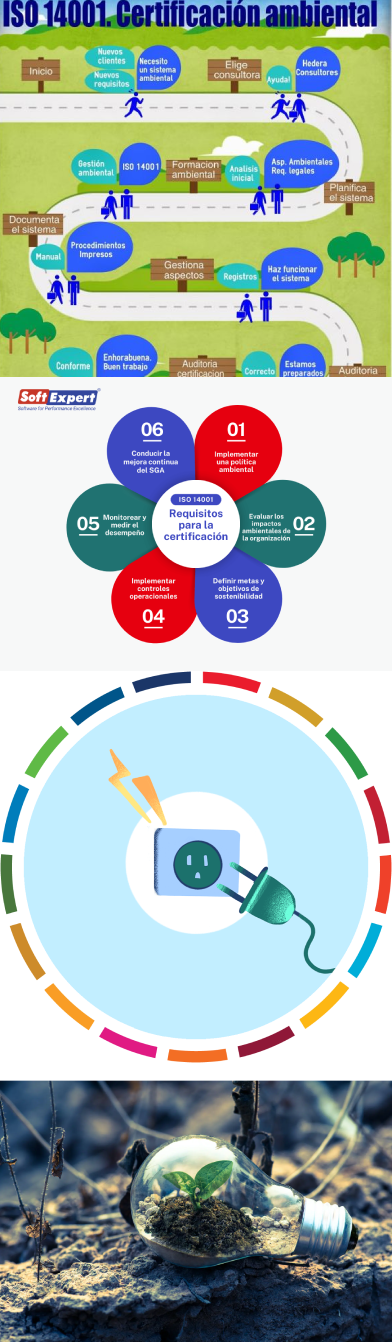 ISO 14001. Certificación ambiental
Nuevos
clientes
Nuevos
requisitos
Necesito
un sistema
ambiental
Inicio
Elige
consultora
Ayuda!
Hedera
Consultores
Gestión
ambiental
ISO 14001
Formacion
ambiental
Analisis
inicial
Asp. Ambientales
Req. legales
Planifica
el sistema
Documenta
el sistema
Manual
Procedimientos
Impresos
Gestiona
aspectos
Registros
Haz funcionar
el sistema
Conforme
Enhorabuena.
Buen trabajo
Auditoria
certificación
Correcto
Estamos
preparados
Auditoria
SoftExpert®
Software for Performance Excellence
01
Implementar
una política
ambiental
Evaluar los
impactos
ambientales de
la organización
02
Definir metas y
objetivos de
sostenibilidad
03
Implementar
controles
operacionales
04
05
Monitorear y
medir el
desempeño
06
Conducir la
mejora continua
del SGA
ISO 14001
Requisitos
para la
certificación